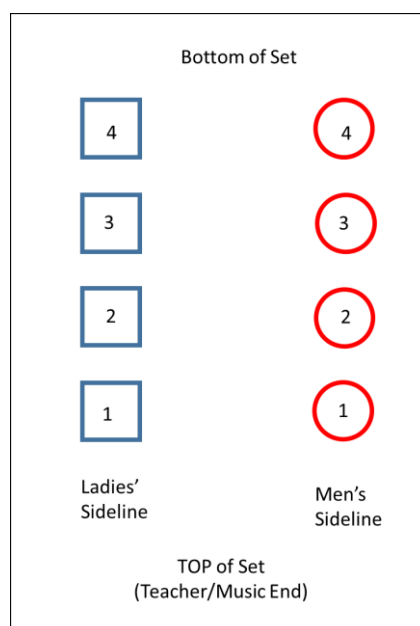 Bottom of Set
4 4
3 3
2 2
1 1
Ladies’
Sideline
Men’s
Sideline
TOP of Set
(Teacher/Music End)